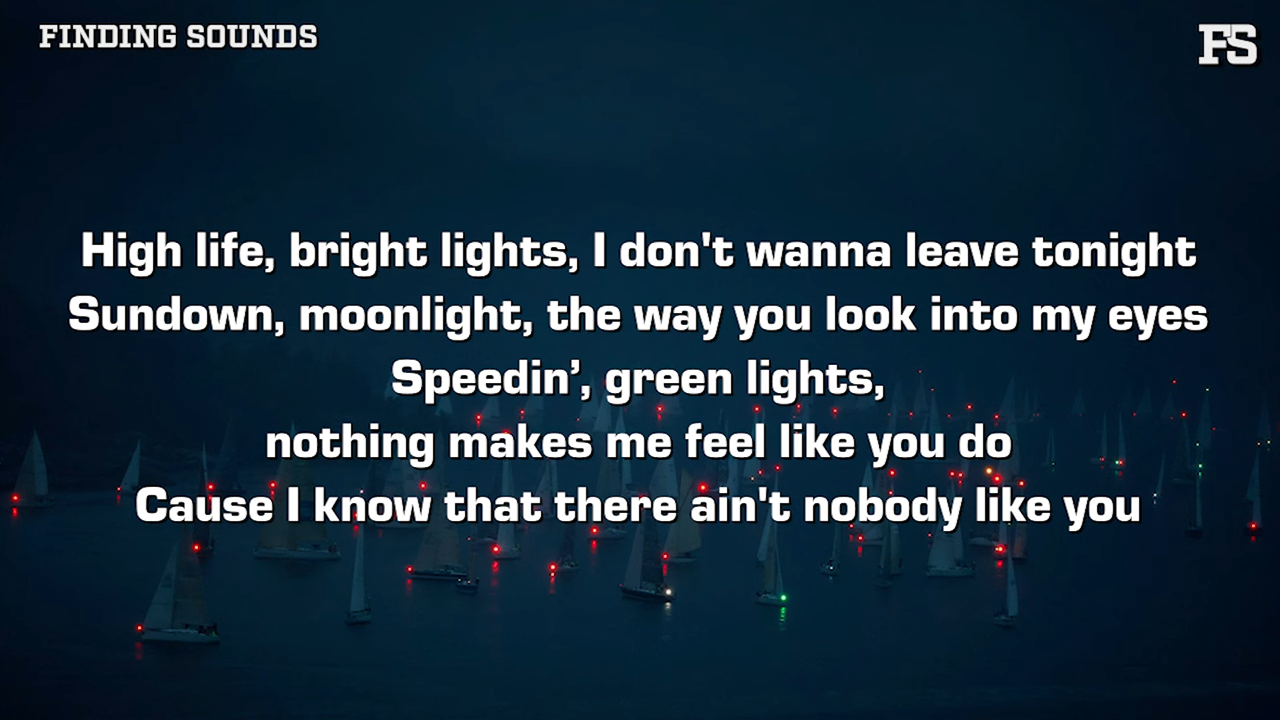 FINDING SOUNDS
FS
High life, bright lights, I don't wanna leave tonight
Sundown, moonlight, the way you look into my eyes
Speedin’, green lights,
nothing makes me feel like you do
Cause I know that there ain't nobody like you